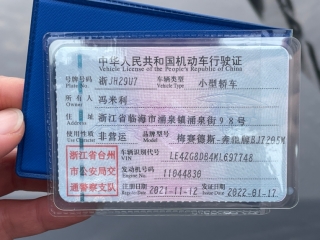 中华人民共和国机动车行驶证
Vehicle License of the People's Republic of China
号牌号码 浙JH29U7 车辆类型 小型轿车
Plate No. Vehicle Type
所有人 冯米利
Owner
住址 浙江省临海市涌泉镇涌泉街98号
Address
使用性质 非营运 品牌型号 梅赛德斯-奔驰牌BJ7205M
Use Character Model
浙江省台州
市公安局交
通警察支队
车辆识别代号 LE4ZG8DB4KL697748
VIN
发动机号码 11044830
Engine No.
注册日期 2021-11-12 发证日期 2022-01-17
Register Date Issue Date